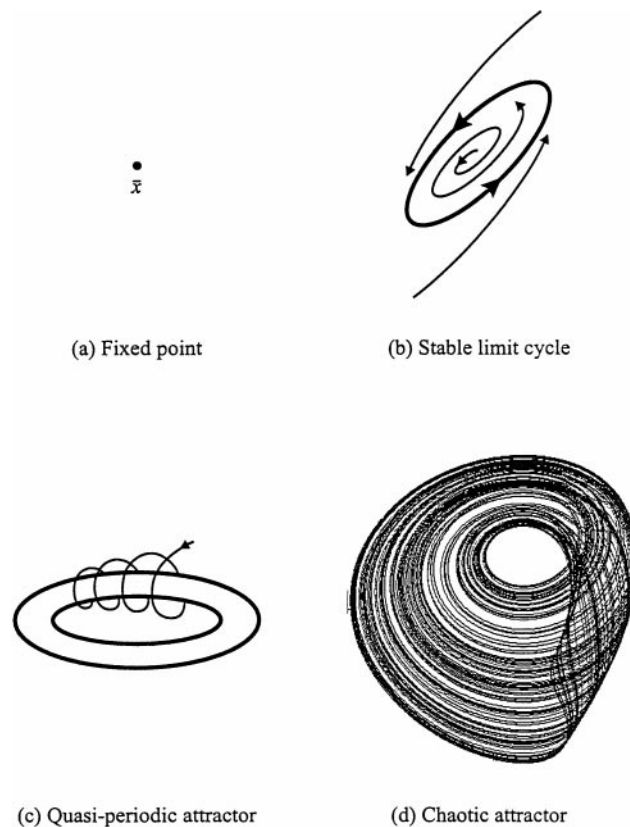 x̄
(a) Fixed point
(b) Stable limit cycle
(c) Quasi-periodic attractor
(d) Chaotic attractor